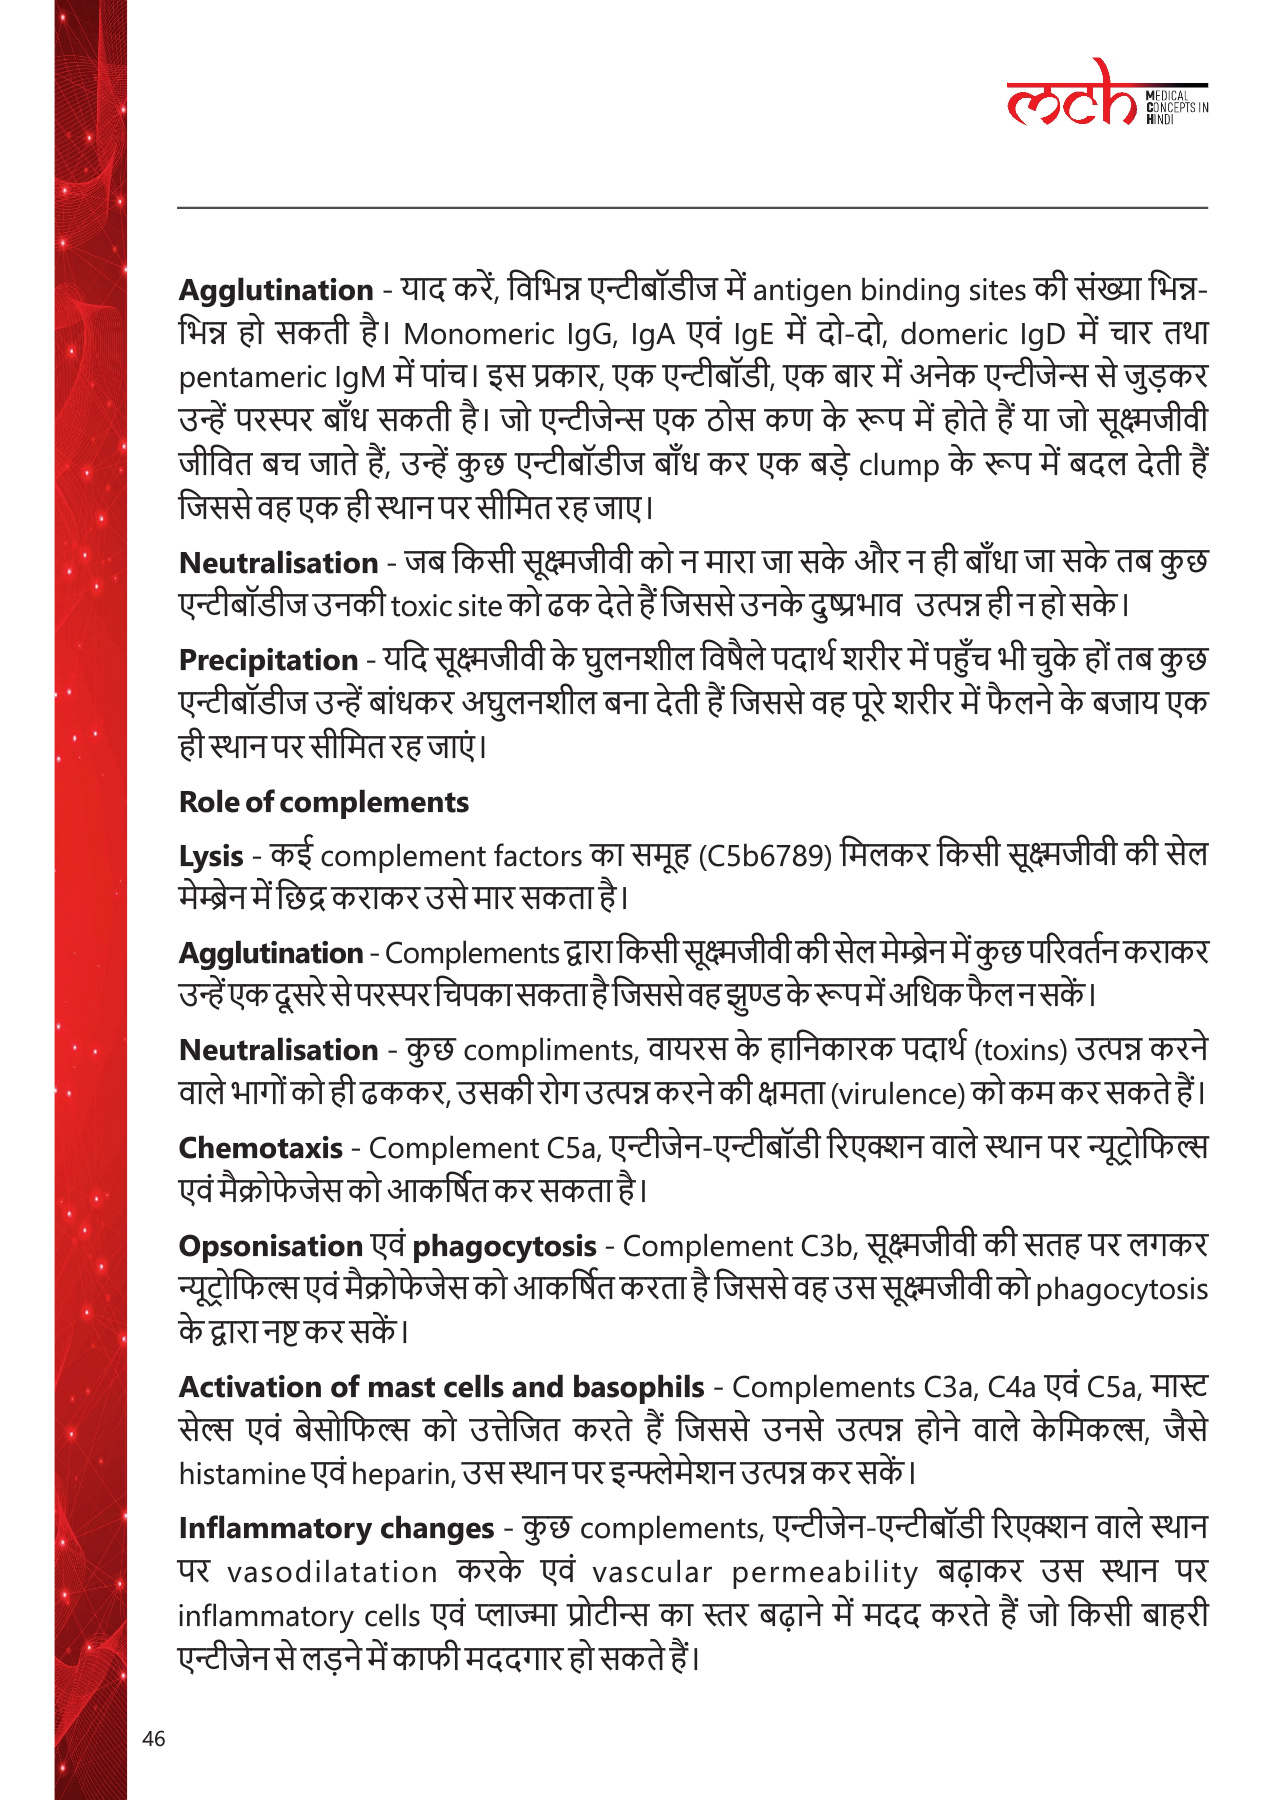 mch MEDICAL
CONCEPTS IN
HINDI
Agglutination - याद करें, विभिन्न एन्टीबॉडीज में antigen binding sites की संख्या भिन्न-
भिन्न हो सकती है। Monomeric IgG, IgA एवं IgE में दो-दो, domeric IgD में चार तथा
pentameric IgM में पांच। इस प्रकार, एक एन्टीबॉडी, एक बार में अनेक एन्टीजेन्स से जुड़कर
उन्हें परस्पर बाँध सकती है। जो एन्टीजेन्स एक ठोस कण के रूप में होते हैं या जो सूक्ष्मजीवी
जीवित बच जाते हैं, उन्हें कुछ एन्टीबॉडीज बाँध कर एक बड़े clump के रूप में बदल देती हैं
जिससे वह एक ही स्थान पर सीमित रह जाए।
Neutralisation - जब किसी सूक्ष्मजीवी को न मारा जा सके और न ही बाँधा जा सके तब कुछ
एन्टीबॉडीज उनकी toxic site को ढक देते हैं जिससे उनके दुष्प्रभाव उत्पन्न ही न हो सके।
Precipitation - यदि सूक्ष्मजीवी के घुलनशील विषैले पदार्थ शरीर में पहुँच भी चुके हों तब कुछ
एन्टीबॉडीज उन्हें बांधकर अघुलनशील बना देती हैं जिससे वह पूरे शरीर में फैलने के बजाय एक
ही स्थान पर सीमित रह जाएं।
Role of complements
Lysis - कई complement factors का समूह (C5b6789) मिलकर किसी सूक्ष्मजीवी की सेल
मेम्ब्रेन में छिद्र कराकर उसे मार सकता है।
Agglutination - Complements द्वारा किसी सूक्ष्मजीवी की सेल मेम्ब्रेन में कुछ परिवर्तन कराकर
उन्हें एक दूसरे से परस्पर चिपका सकता है जिससे वह झुण्ड के रूप में अधिक फैल न सकें।
Neutralisation - कुछ compliments, वायरस के हानिकारक पदार्थ (toxins) उत्पन्न करने
वाले भागों को ही ढककर, उसकी रोग उत्पन्न करने की क्षमता (virulence) को कम कर सकते हैं।
Chemotaxis - Complement C5a, एन्टीजेन-एन्टीबॉडी रिएक्शन वाले स्थान पर न्यूट्रोफिल्स
एवं मैक्रोफेजेस को आकर्षित कर सकता है।
Opsonisation एवं phagocytosis - Complement C3b, सूक्ष्मजीवी की सतह पर लगकर
न्यूट्रोफिल्स एवं मैक्रोफेजेस को आकर्षित करता है जिससे वह उस सूक्ष्मजीवी को phagocytosis
के द्वारा नष्ट कर सकें।
Activation of mast cells and basophils - Complements C3a, C4a एवं C5a, मास्ट
सेल्स एवं बेसोफिल्स को उत्तेजित करते हैं जिससे उनसे उत्पन्न होने वाले केमिकल्स, जैसे
histamine एवं heparin, उस स्थान पर इन्फ्लेमेशन उत्पन्न कर सकें।
Inflammatory changes - कुछ complements, एन्टीजेन-एन्टीबॉडी रिएक्शन वाले स्थान
पर vasodilatation करके एवं vascular permeability बढ़ाकर उस स्थान पर
inflammatory cells एवं प्लाज्मा प्रोटीन्स का स्तर बढ़ाने में मदद करते हैं जो किसी बाहरी
एन्टीजेन से लड़ने में काफी मददगार हो सकते हैं।
46